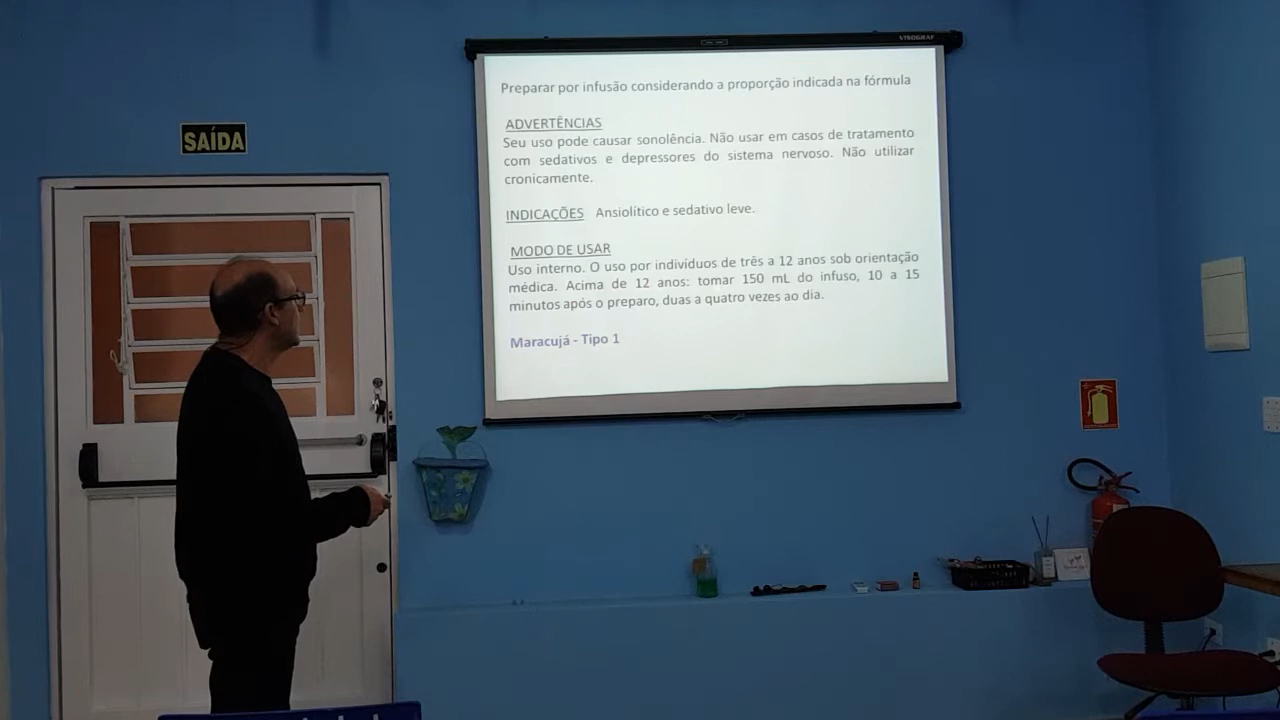 VISOGRAF
Preparar por infusão considerando a proporção indicada na fórmula
ADVERTÊNCIAS
Seu uso pode causar sonolência. Não usar em casos de tratamento
com sedativos e depressores do sistema nervoso. Não utilizar
cronicamente.
INDICAÇÕES Ansiolítico e sedativo leve.
MODO DE USAR
Uso interno. O uso por indivíduos de três a 12 anos sob orientação
médica. Acima de 12 anos: tomar 150 mL do infuso, 10 a 15
minutos após o preparo, duas a quatro vezes ao dia.
Maracujá - Tipo 1
SAÍDA